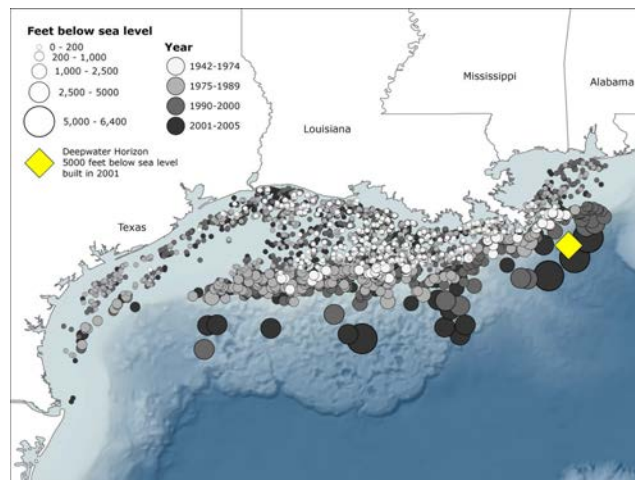 Feet below sea level
0 - 200
200 - 1,000
1,000 - 2,500
2,500 - 5000
5,000 - 6,400
Year
1942-1974
1975-1989
1990-2000
2001-2005
Deepwater Horizon
5000 feet below sea level
built in 2001
Mississippi
Alabama
Louisiana
Texas